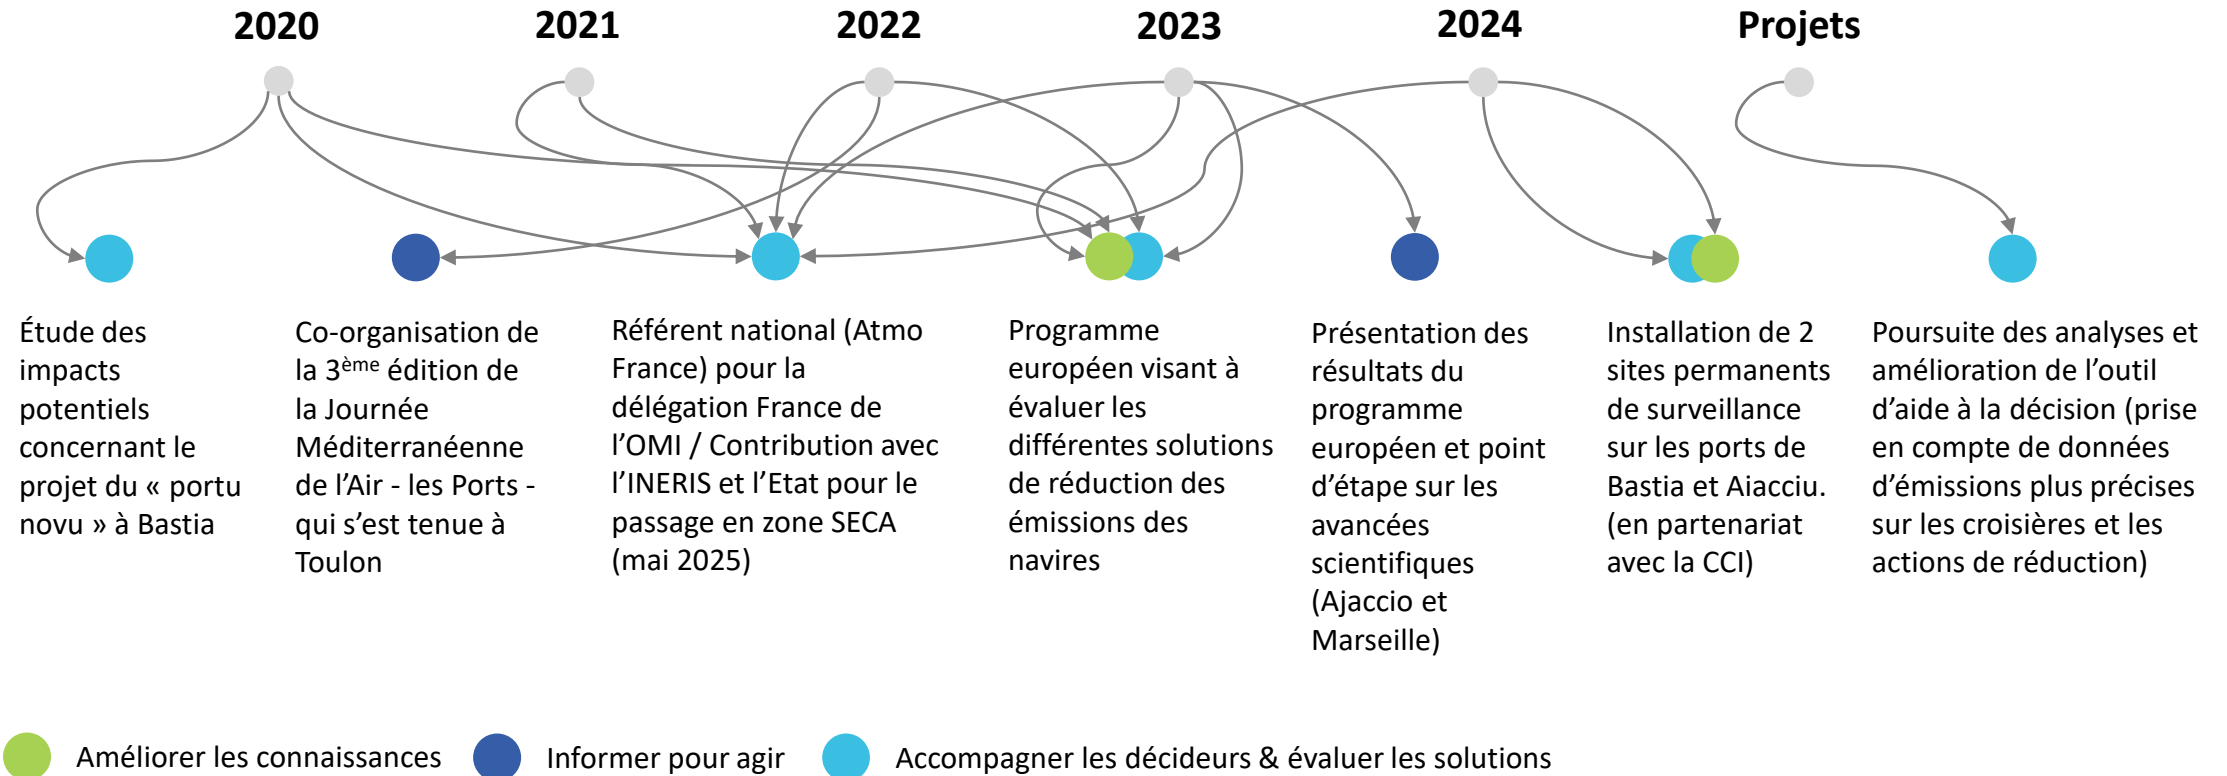 2020
2021
2022
2023
2024
Projets
Étude des
impacts
potentiels
concernant le
projet du « portu
novu » à Bastia
Co-organisation de
la 3ème édition de
la Journée
Méditerranéenne
de l’Air - les Ports -
qui s’est tenue à
Toulon
Référent national (Atmo
France) pour la
délégation France de
l’OMI / Contribution avec
l’INERIS et l’Etat pour le
passage en zone SECA
(mai 2025)
Programme
européen visant à
évaluer les
différentes solutions
de réduction des
émissions des
navires
Présentation des
résultats du
programme
européen et point
d’étape sur les
avancées
scientifiques
(Ajaccio et
Marseille)
Installation de 2
sites permanents
de surveillance
sur les ports de
Bastia et Aiacciu.
(en partenariat
avec la CCI)
Poursuite des analyses et
amélioration de l’outil
d’aide à la décision (prise
en compte de données
d’émissions plus précises
sur les croisières et les
actions de réduction)
Améliorer les connaissances
Informer pour agir
Accompagner les décideurs & évaluer les solutions